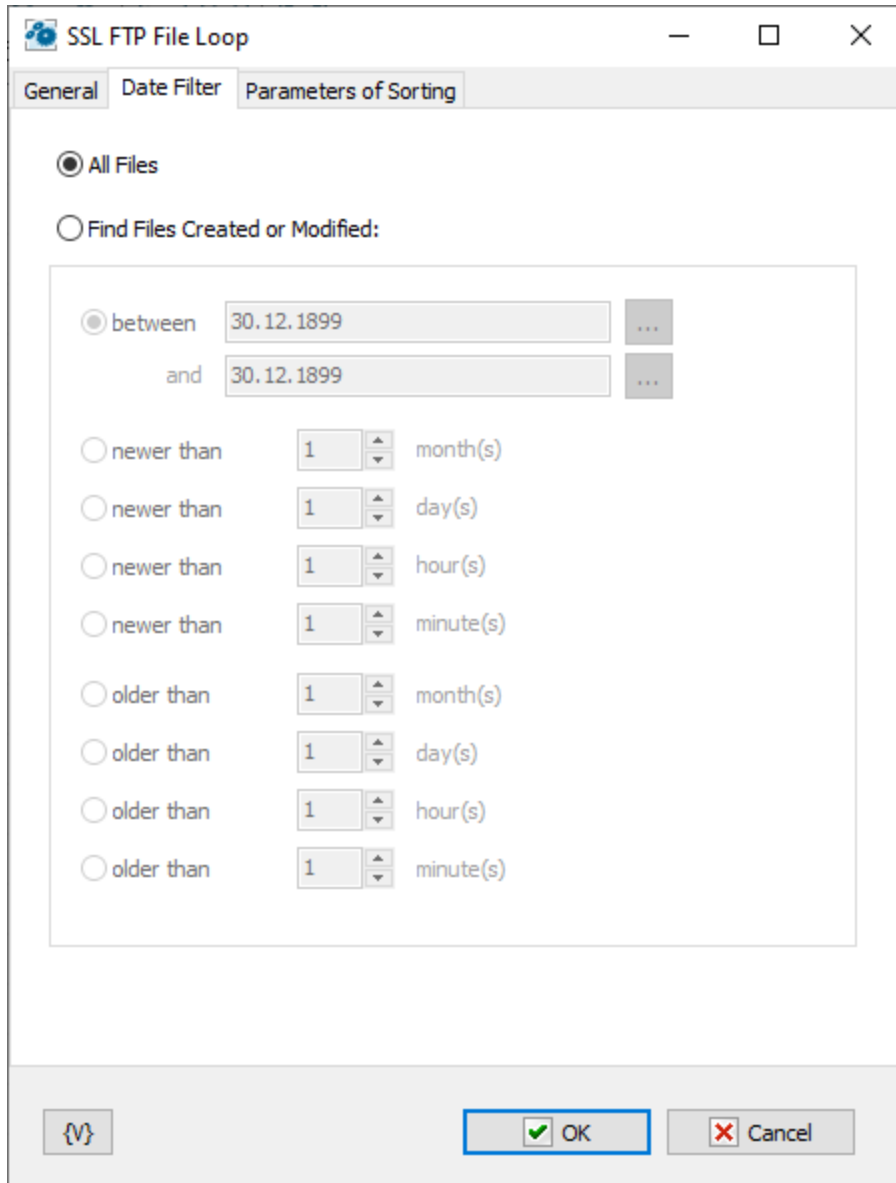 SSL FTP File Loop
General Date Filter Parameters of Sorting
All Files
Find Files Created or Modified:
between 30.12.1899 ...
and 30.12.1899 ...
newer than 1 month(s)
newer than 1 day(s)
newer than 1 hour(s)
newer than 1 minute(s)
older than 1 month(s)
older than 1 day(s)
older than 1 hour(s)
older than 1 minute(s)
{V} OK Cancel